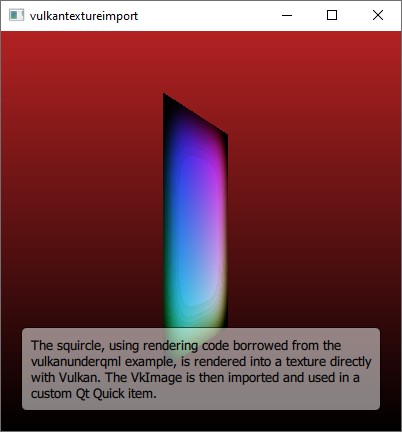 vulkantextureimport
The squircle, using rendering code borrowed from the
vulkanunderqml example, is rendered into a texture directly
with Vulkan. The VkImage is then imported and used in a
custom Qt Quick item.